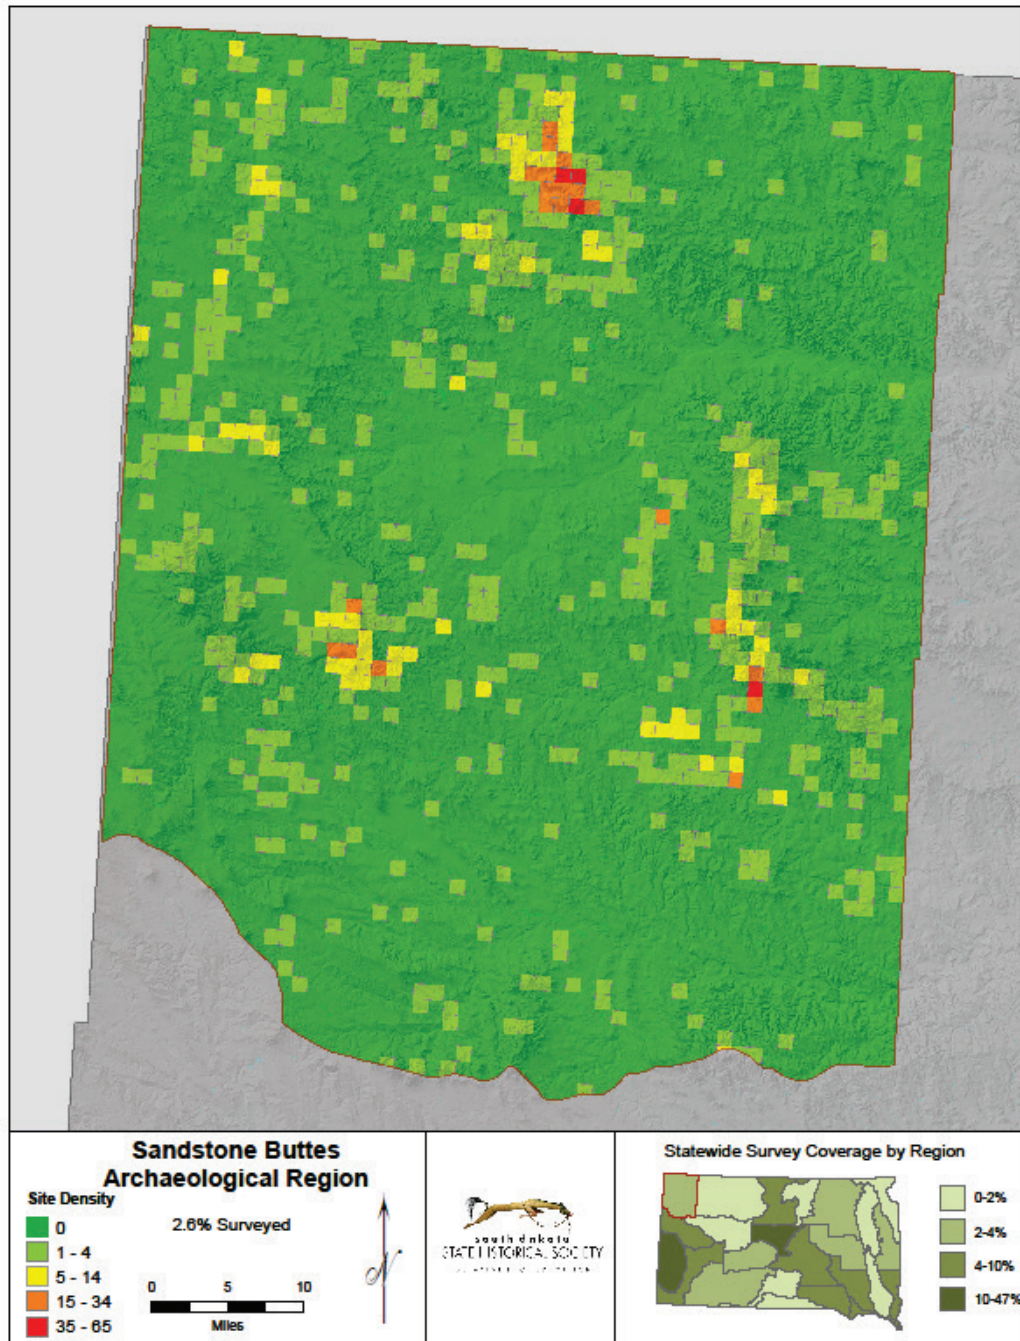 Sandstone Buttes
Archaeological Region
Site Density
0
1 - 4
5 - 14
15 - 34
35 - 65
2.6% Surveyed
0 5 10
Miles
N
south dakota
STATE HISTORICAL SOCIETY
Statewide Survey Coverage by Region
0-2%
2-4%
4-10%
10-47%